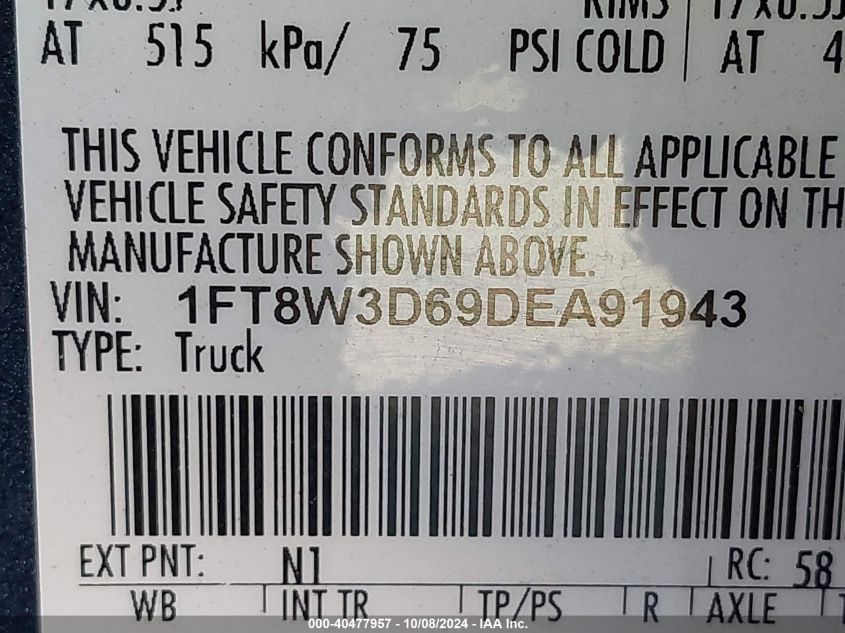 AT 515 kPa/ 75 PSI COLD AT 4
THIS VEHICLE CONFORMS TO ALL APPLICABLE
VEHICLE SAFETY STANDARDS IN EFFECT ON TH
MANUFACTURE SHOWN ABOVE.
VIN: 1FT8W3D69DEA91943
TYPE: Truck
EXT PNT: N1 RC: 58
WB INT TR TP/PS R AXLE
000-40477957 - 10/08/2024 - IAA Inc.